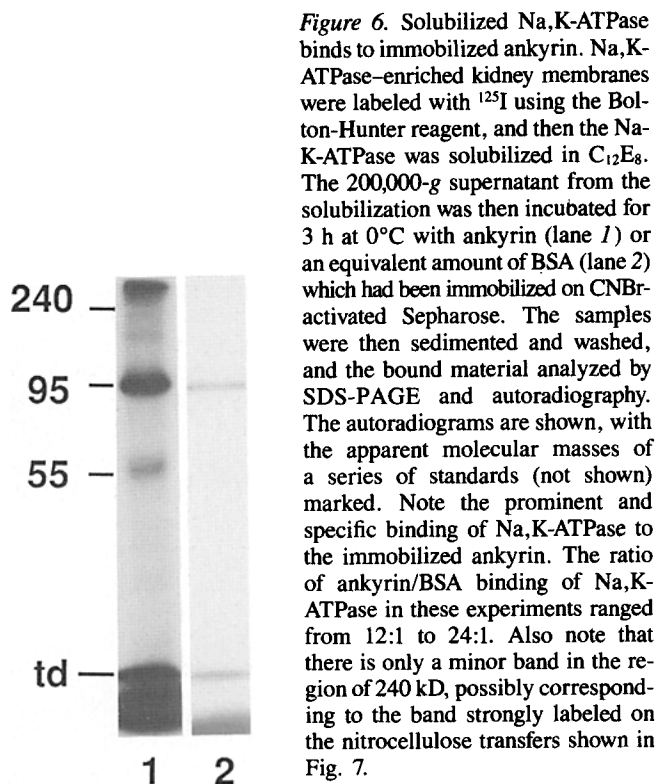 Figure 6. Solubilized Na,K-ATPase
binds to immobilized ankyrin. Na,K-
ATPase–enriched kidney membranes
were labeled with ¹²⁵I using the Bol-
ton-Hunter reagent, and then the Na-
K-ATPase was solubilized in C₁₂E₈.
The 200,000-g supernatant from the
solubilization was then incubated for
3 h at 0°C with ankyrin (lane 1) or
an equivalent amount of BSA (lane 2)
which had been immobilized on CNBr-
activated Sepharose. The samples
were then sedimented and washed,
and the bound material analyzed by
SDS-PAGE and autoradiography.
The autoradiograms are shown, with
the apparent molecular masses of
a series of standards (not shown)
marked. Note the prominent and
specific binding of Na,K-ATPase to
the immobilized ankyrin. The ratio
of ankyrin/BSA binding of Na,K-
ATPase in these experiments ranged
from 12:1 to 24:1. Also note that
there is only a minor band in the re-
gion of 240 kD, possibly correspond-
ing to the band strongly labeled on
the nitrocellulose transfers shown in
Fig. 7.
240
95
55
td
1 2